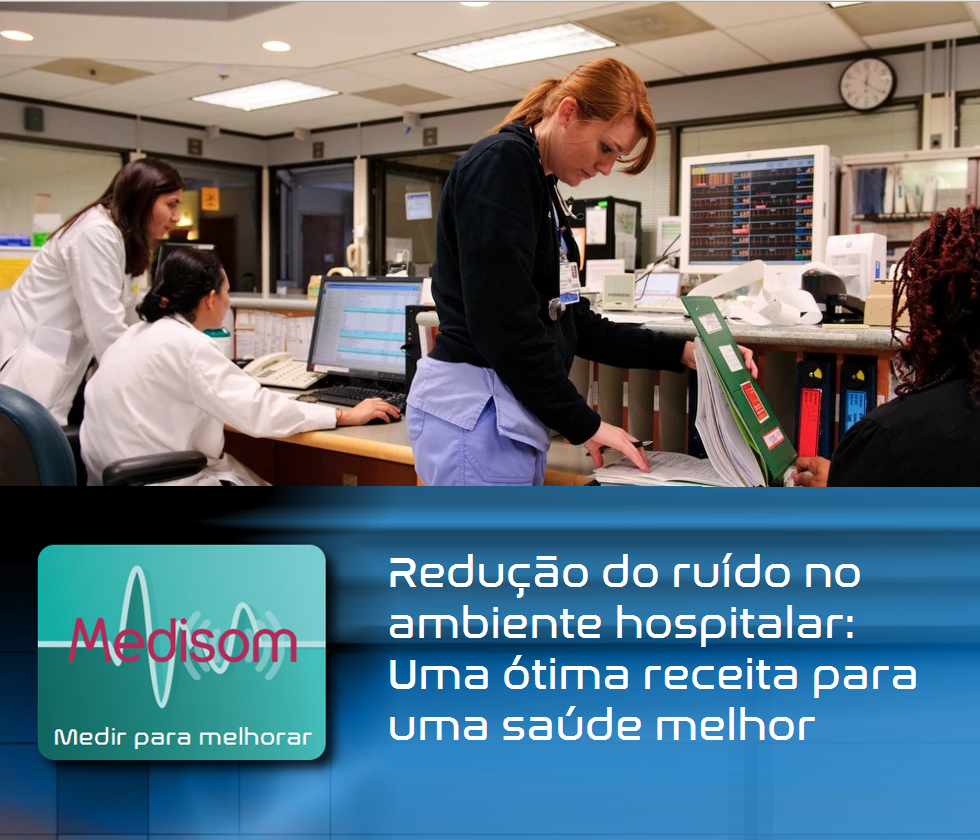 Medisom
Medir para melhorar
Redução do ruído no
ambiente hospitalar:
Uma ótima receita para
uma saúde melhor